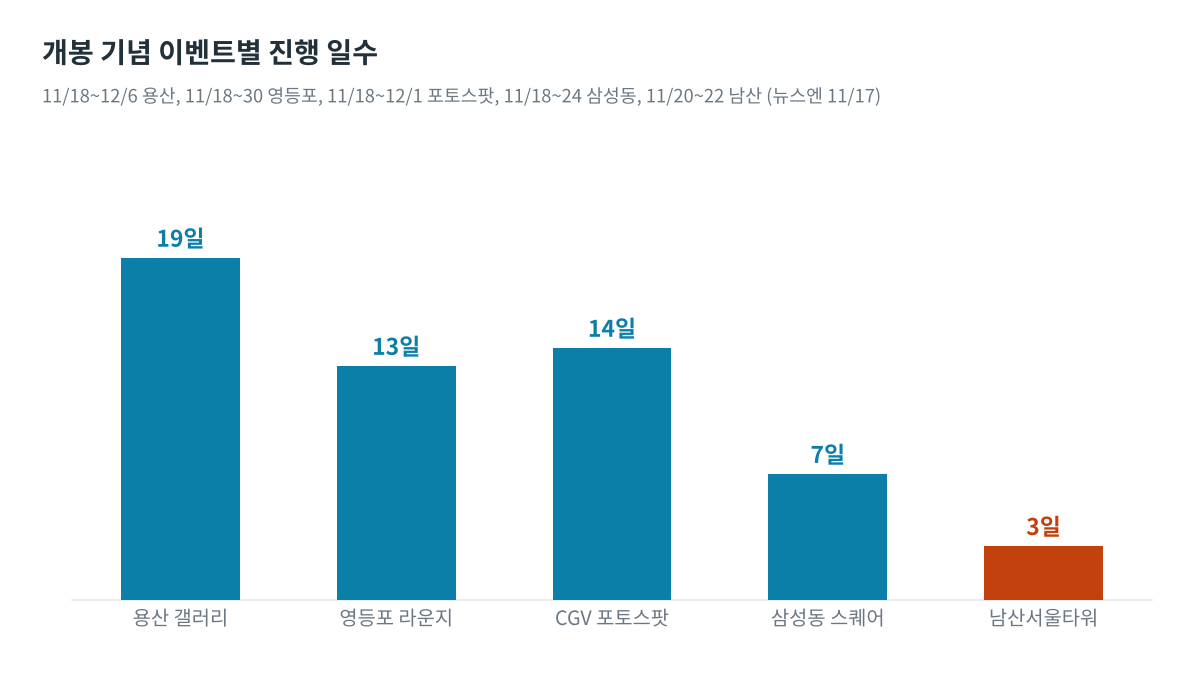 개봉 기념 이벤트별 진행 일수
11/18~12/6 용산, 11/18~30 영등포, 11/18~12/1 포토스팟, 11/18~24 삼성동, 11/20~22 남산 (뉴스엔 11/17)
19일
13일
14일
7일
3일
용산 갤러리
영등포 라운지
CGV 포토스팟
삼성동 스퀘어
남산서울타워